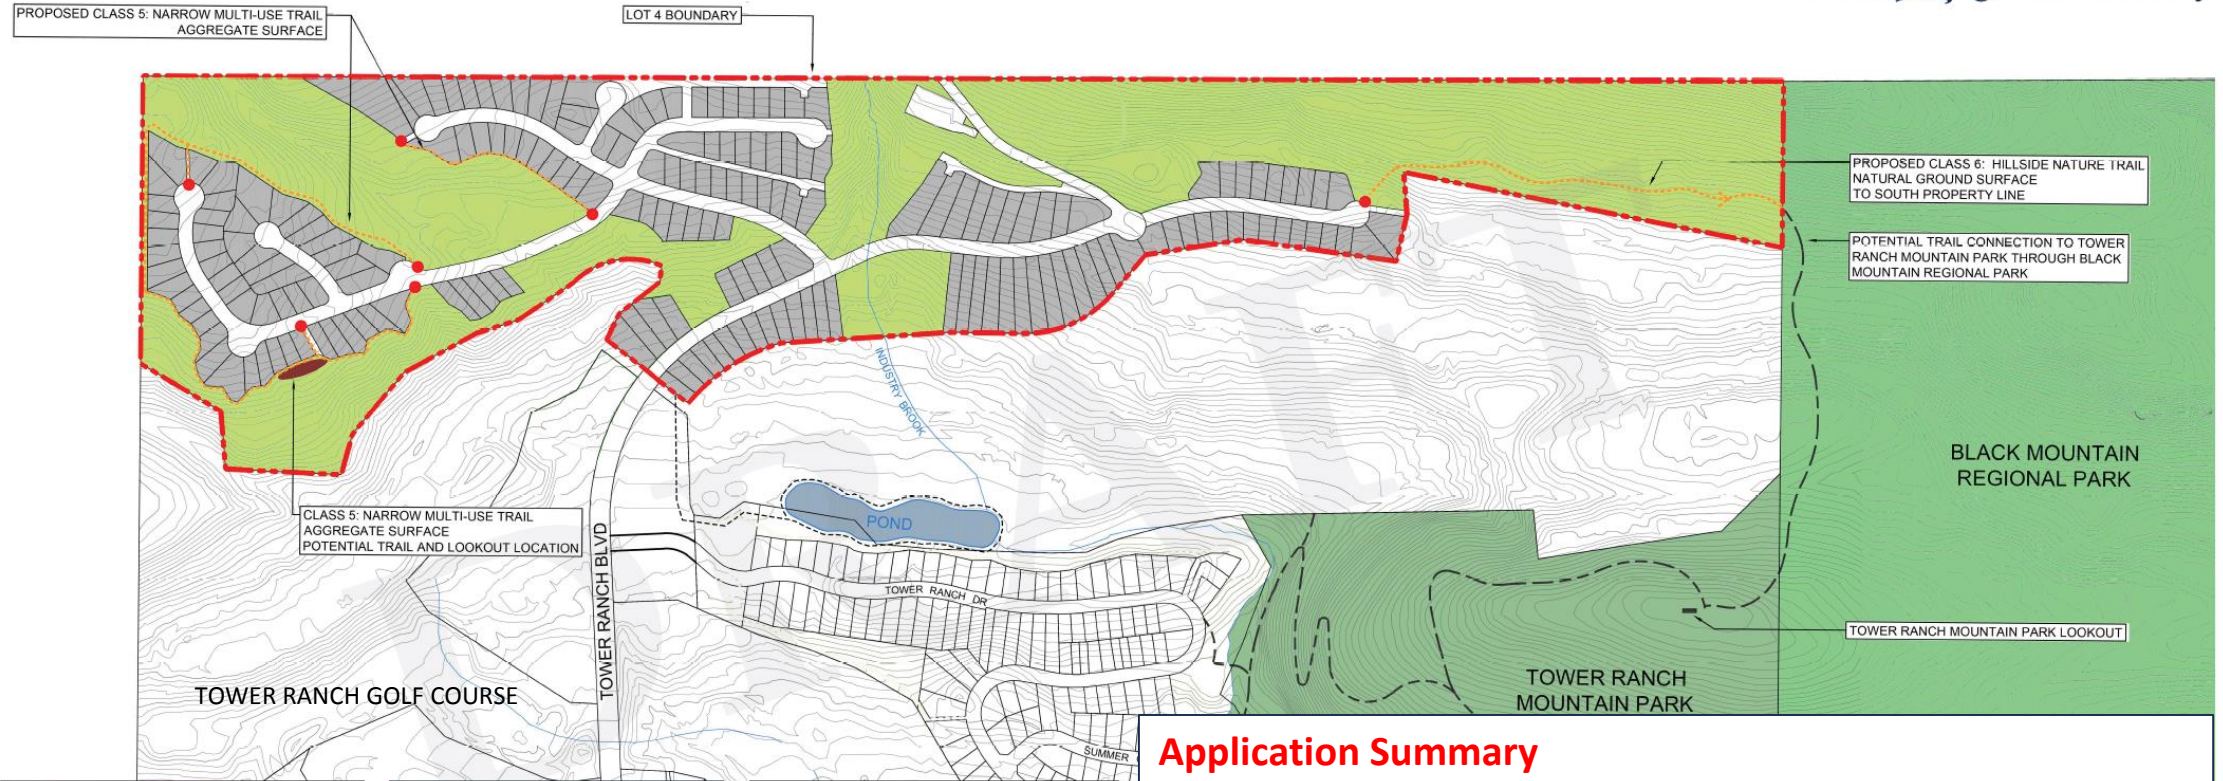 PROPOSED CLASS 5: NARROW MULTI-USE TRAIL
AGGREGATE SURFACE
LOT 4 BOUNDARY
PROPOSED CLASS 6: HILLSIDE NATURE TRAIL
NATURAL GROUND SURFACE
TO SOUTH PROPERTY LINE
POTENTIAL TRAIL CONNECTION TO TOWER
RANCH MOUNTAIN PARK THROUGH BLACK
MOUNTAIN REGIONAL PARK
INDUSTRY BROOK
BLACK MOUNTAIN
REGIONAL PARK
CLASS 5: NARROW MULTI-USE TRAIL
AGGREGATE SURFACE
POTENTIAL TRAIL AND LOOKOUT LOCATION
POND
TOWER RANCH BLVD
TOWER RANCH DR
TOWER RANCH MOUNTAIN PARK LOOKOUT
TOWER RANCH GOLF COURSE
TOWER RANCH
MOUNTAIN PARK
SUMMER
Application Summary
DRAFT